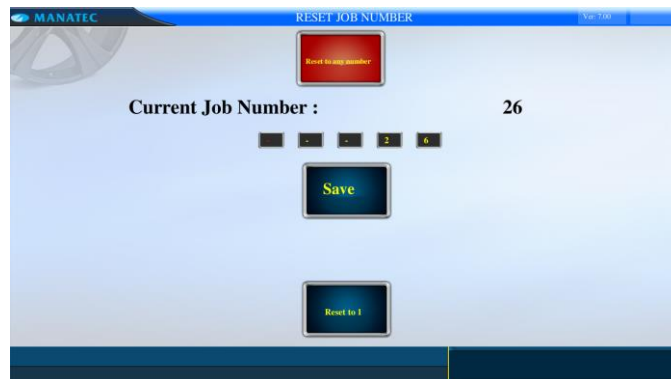 MANATEC
RESET JOB NUMBER
Ver: 7.00
Reset to any number
Current Job Number : 26
- - 2 6
Save
Reset to 1